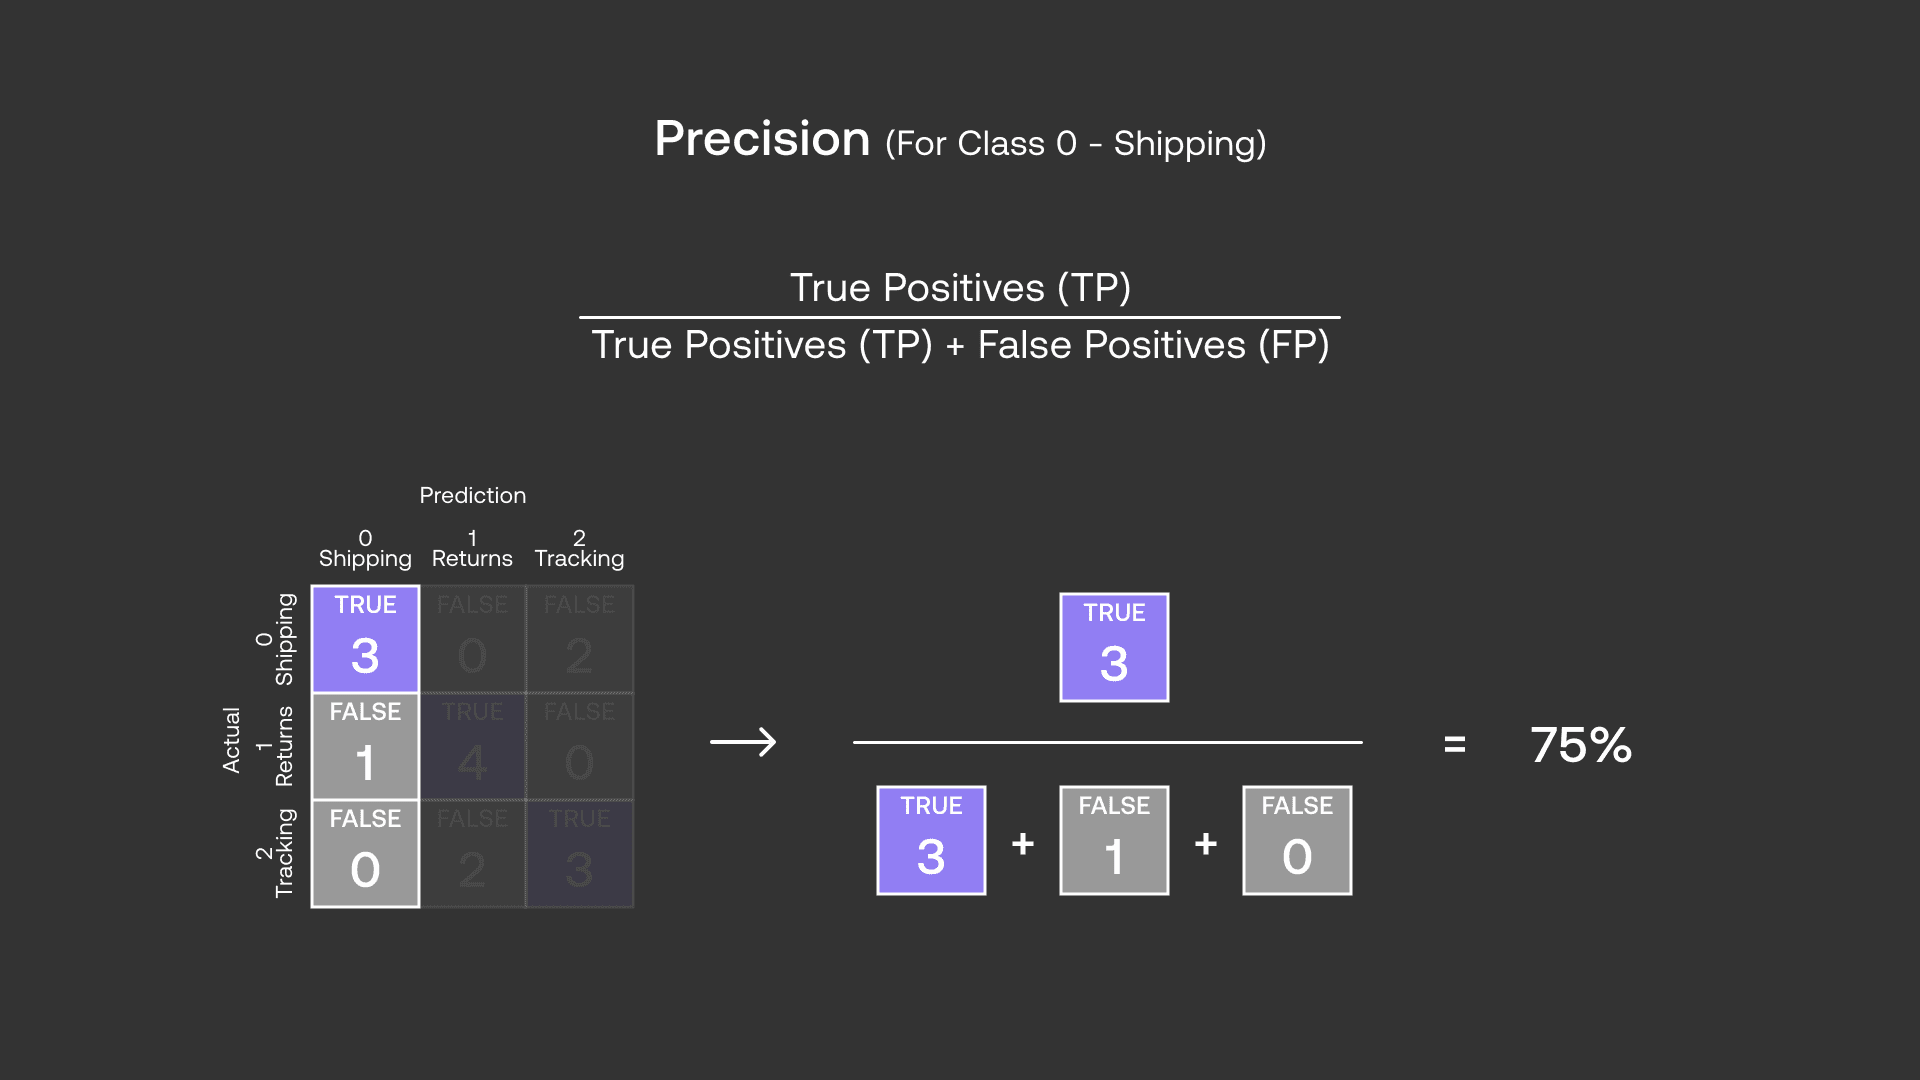 Precision (For Class 0 - Shipping)
True Positives (TP)
True Positives (TP) + False Positives (FP)
Prediction
0 1 2
Shipping Returns Tracking
Actual
0
Shipping
TRUE FALSE FALSE
3 0 2
1
Returns
FALSE TRUE FALSE
1 4 0
2
Tracking
FALSE FALSE TRUE
0 2 3
TRUE
3
TRUE FALSE FALSE
3 + 1 + 0
= 75%